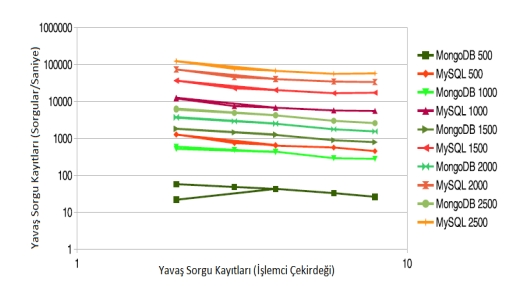 1000000
100000
10000
1000
100
10
1
1
10
Yavaş Sorgu Kayıtları (Sorgular/Saniye)
Yavaş Sorgu Kayıtları (İşlemci Çekirdeği)
MongoDB 500
MySQL 500
MongoDB 1000
MySQL 1000
MongoDB 1500
MySQL 1500
MongoDB 2000
MySQL 2000
MongoDB 2500
MySQL 2500